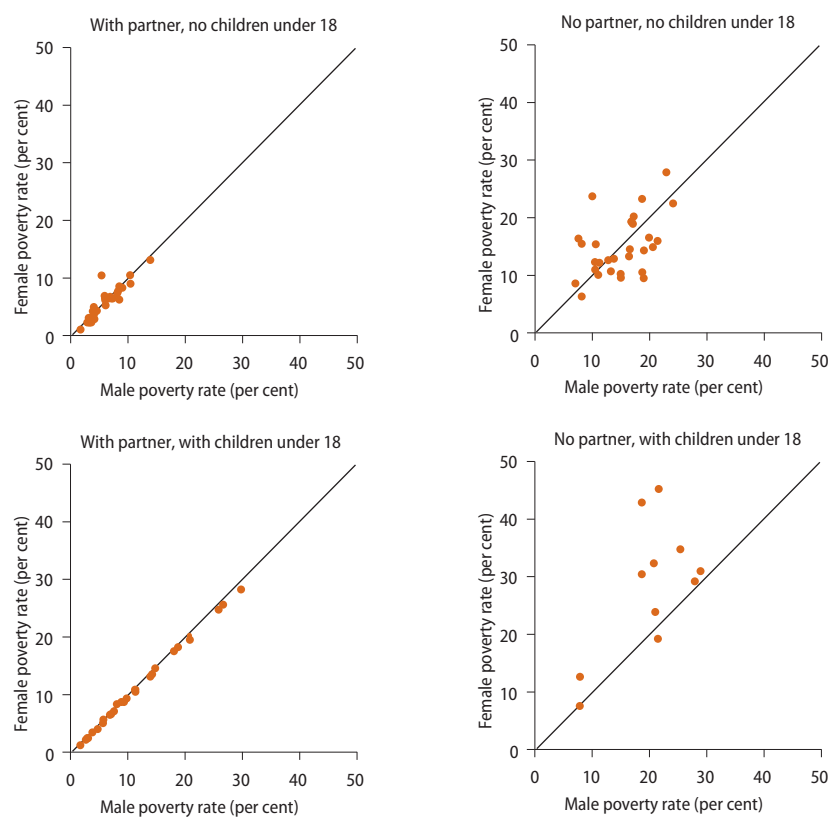 With partner, no children under 18
50
40
30
20
10
0
Female poverty rate (per cent)
0 10 20 30 40 50
Male poverty rate (per cent)
No partner, no children under 18
50
40
30
20
10
0
Female poverty rate (per cent)
0 10 20 30 40 50
Male poverty rate (per cent)
With partner, with children under 18
50
40
30
20
10
0
Female poverty rate (per cent)
0 10 20 30 40 50
Male poverty rate (per cent)
No partner, with children under 18
50
40
30
20
10
0
Female poverty rate (per cent)
0 10 20 30 40 50
Male poverty rate (per cent)